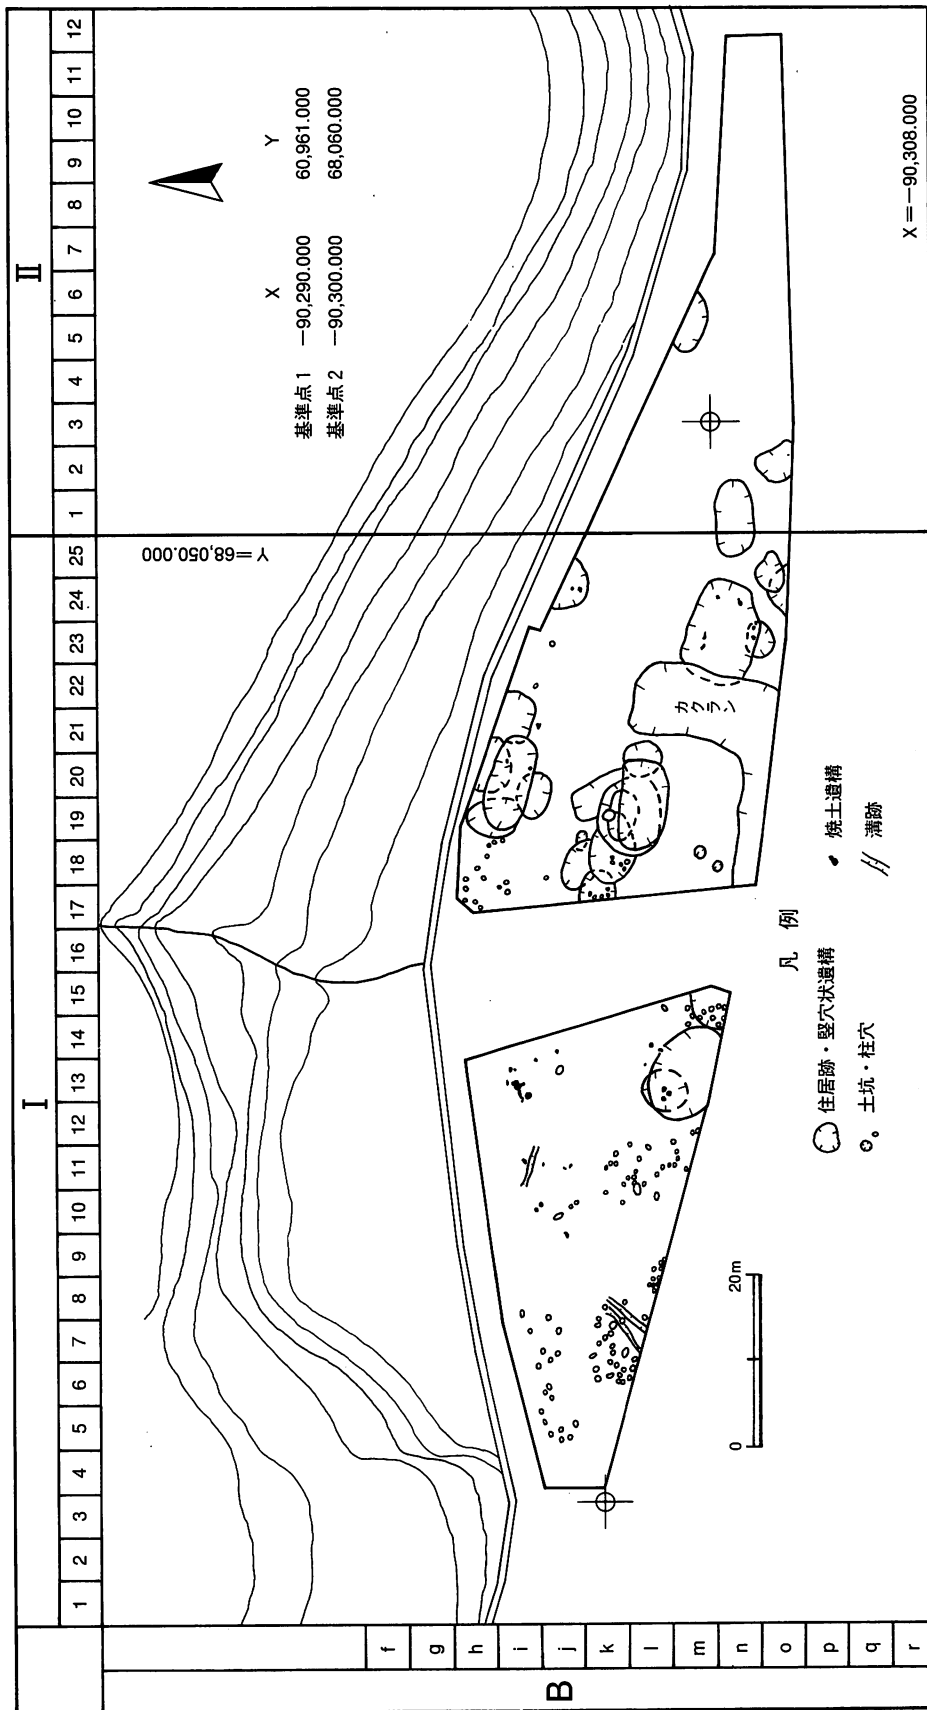 I II
1 2 3 4 5 6 7 8 9 10 11 12 13 14 15 16 17 18 19 20 21 22 23 24 25 1 2 3 4 5 6 7 8 9 10 11 12
B
f
g
h
i
j
k
l
m
n
o
p
q
r
Y=68,050.000
X Y
基準点1 −90,290.000 60,961.000
基準点2 −90,300.000 68,060.000
カクラン
X=−90,308.000
0 20m
凡例
住居跡・竪穴状遺構
土坑・柱穴
焼土遺構
溝跡